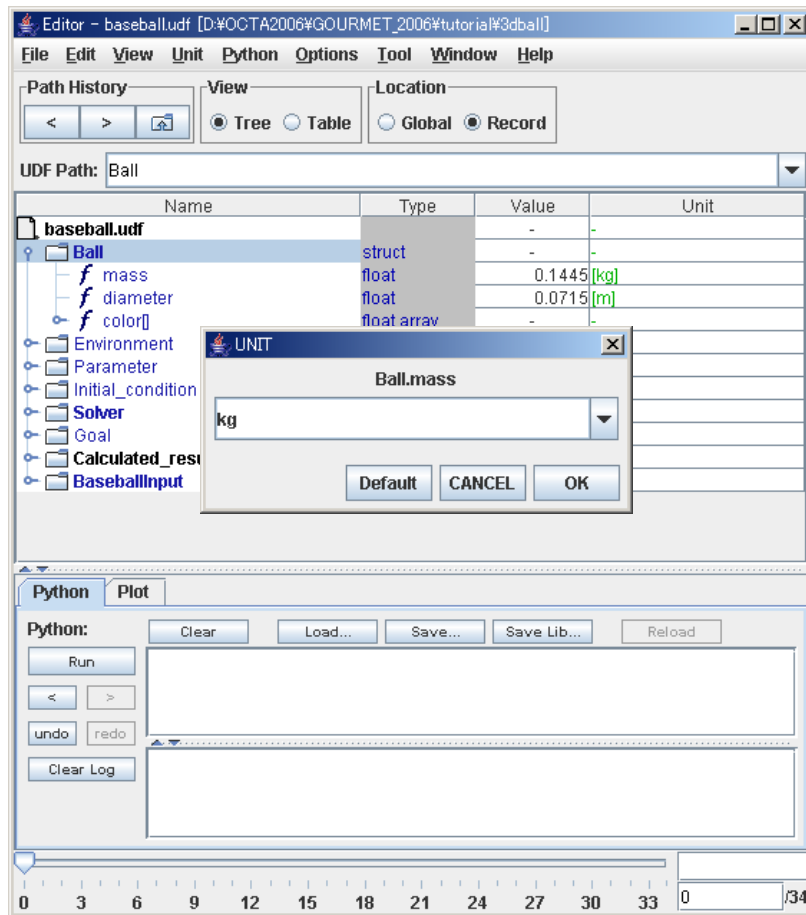 Editor - baseball.udf [D:¥OCTA2006¥GOURMET_2006¥tutorial¥3dball]
File Edit View Unit Python Options Tool Window Help
Path History View Location
< > Tree Table Global Record
UDF Path: Ball
Name Type Value Unit
baseball.udf - -
Ball struct - -
f mass float 0.1445 [kg]
f diameter float 0.0715 [m]
f color[] float array - -
Environment
Parameter
Initial_condition
Solver
Goal
Calculated_resu
BaseballInput
UNIT
Ball.mass
kg
Default CANCEL OK
Python Plot
Python: Clear Load... Save... Save Lib... Reload
Run
< >
undo redo
Clear Log
0 3 6 9 12 15 18 21 24 27 30 33 0 /34